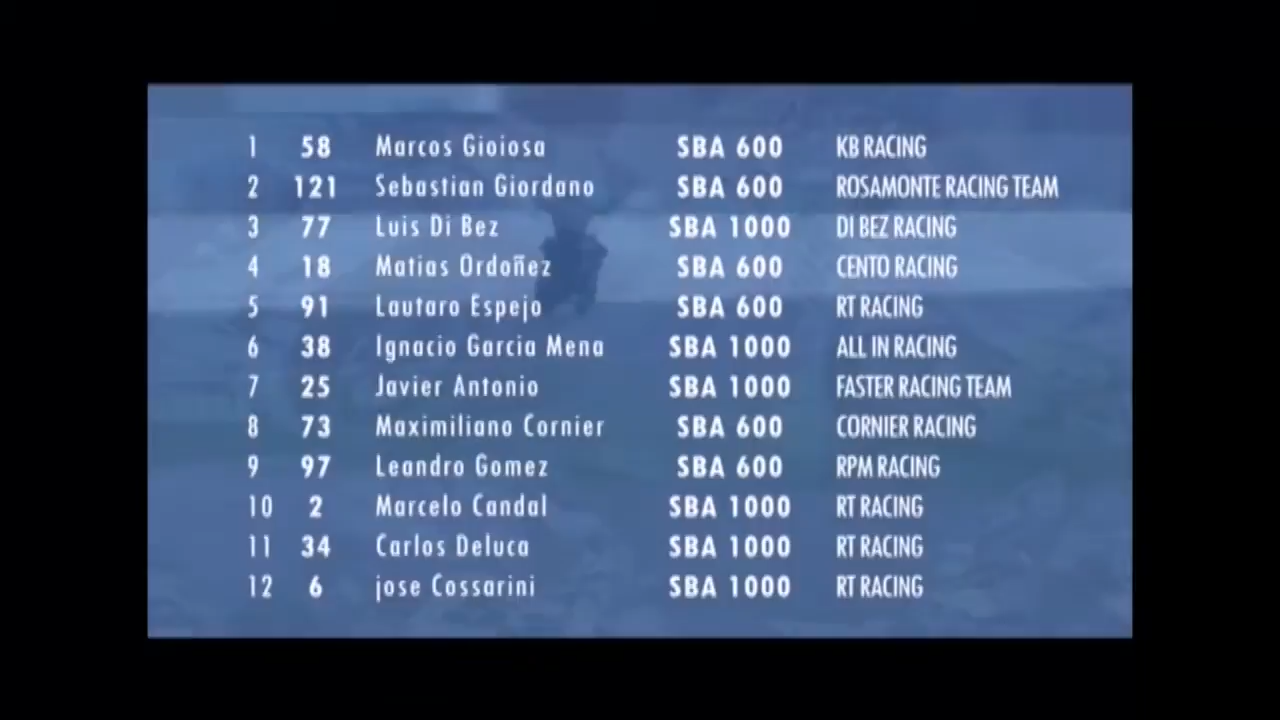 1 58 Marcos Gioiosa SBA 600 KB RACING
2 121 Sebastian Giordano SBA 600 ROSAMONTE RACING TEAM
3 77 Luis Di Bez SBA 1000 DI BEZ RACING
4 18 Matias Ordoñez SBA 600 CENTO RACING
5 91 Lautaro Espejo SBA 600 RT RACING
6 38 Ignacio Garcia Mena SBA 1000 ALL IN RACING
7 25 Javier Antonio SBA 1000 FASTER RACING TEAM
8 73 Maximiliano Cornier SBA 600 CORNIER RACING
9 97 Leandro Gomez SBA 600 RPM RACING
10 2 Marcelo Candal SBA 1000 RT RACING
11 34 Carlos Deluca SBA 1000 RT RACING
12 6 jose Cossarini SBA 1000 RT RACING